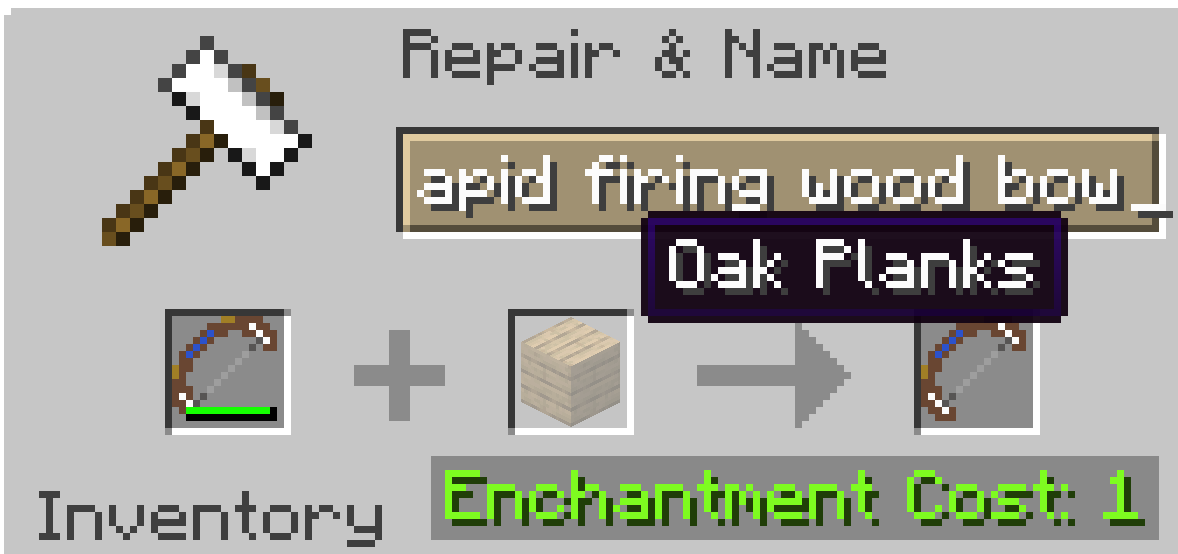 Repair & Name
apid firing wood bow_
Oak Planks
Enchantment Cost: 1
Inventory